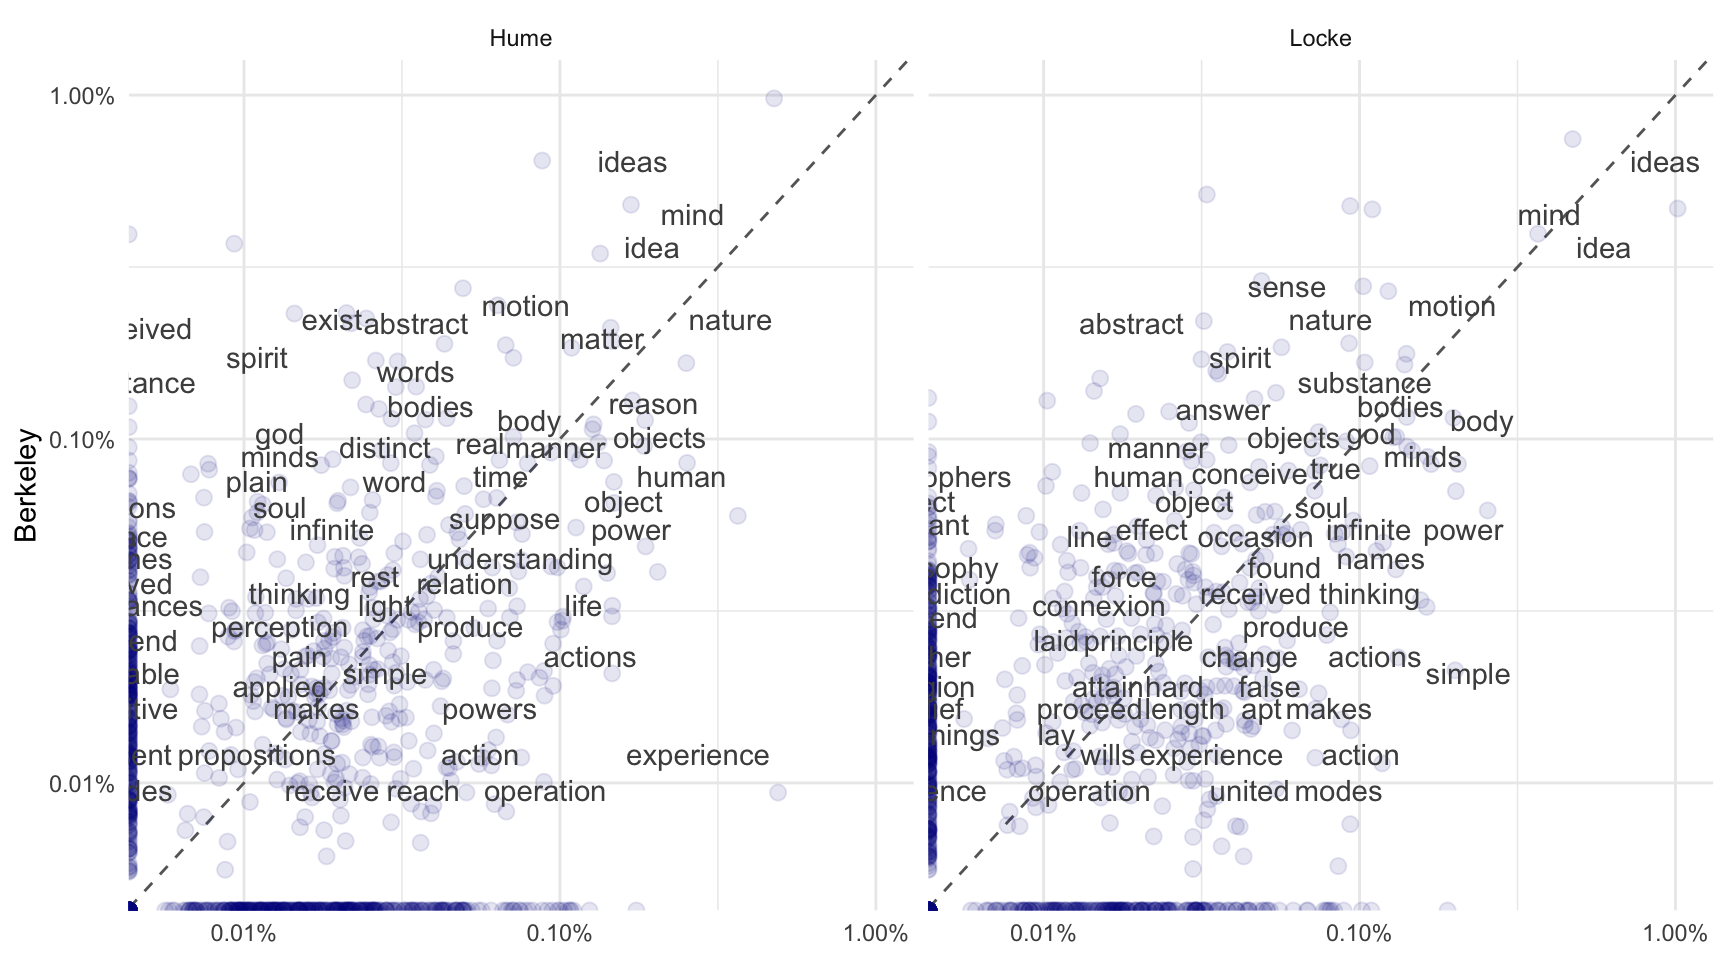 Hume
Locke
Berkeley
1.00%
0.10%
0.01%
ideas
mind
idea
motion
exist abstract
nature
eived
matter
spirit
words
tance
bodies
reason
body
god
distinct
real manner
objects
minds
plain
word
time
human
ons
soul
object
infinite
suppose
power
nce
nes
understanding
ved
rest
relation
thinking
ances
light
life
perception
produce
end
pain
actions
able
simple
applied
tive
makes
powers
ent propositions
action
experience
les
receive reach
operation
0.01%
0.10%
1.00%
ideas
mind
idea
sense
motion
abstract
nature
spirit
substance
answer
bodies
body
manner
objects
god
minds
ophers
human
conceive
true
ct
object
soul
ant
line
effect
occasion
infinite
power
names
ophy
force
found
diction
received
thinking
end
connexion
laid
principle
produce
her
change
actions
simple
gion
attain
hard
false
ief
proceed
length
apt
makes
nings
lay
wills
experience
action
ence
operation
united
modes
0.01%
0.10%
1.00%